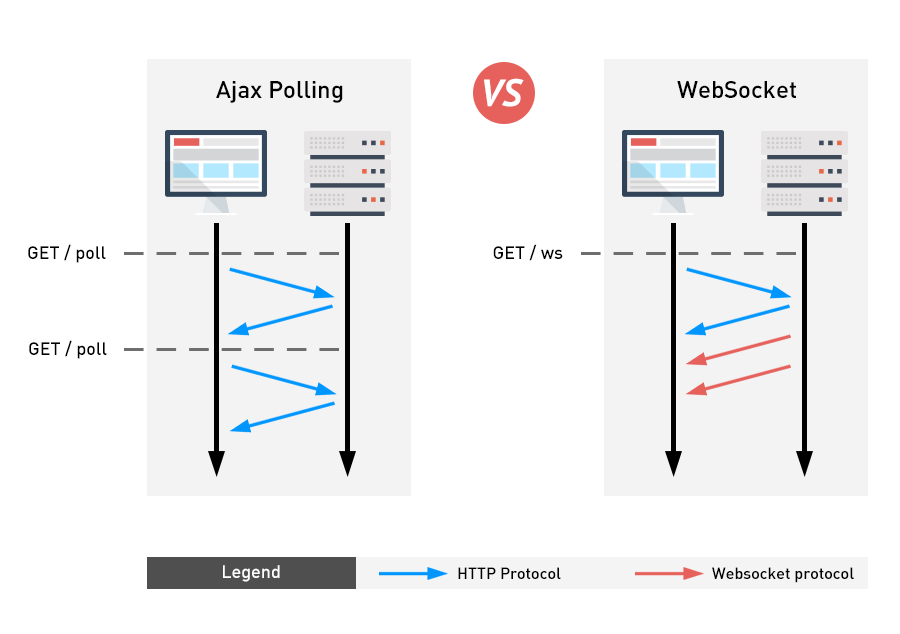 Ajax Polling
VS
WebSocket
GET / poll
GET / ws
GET / poll
Legend
HTTP Protocol
Websocket protocol